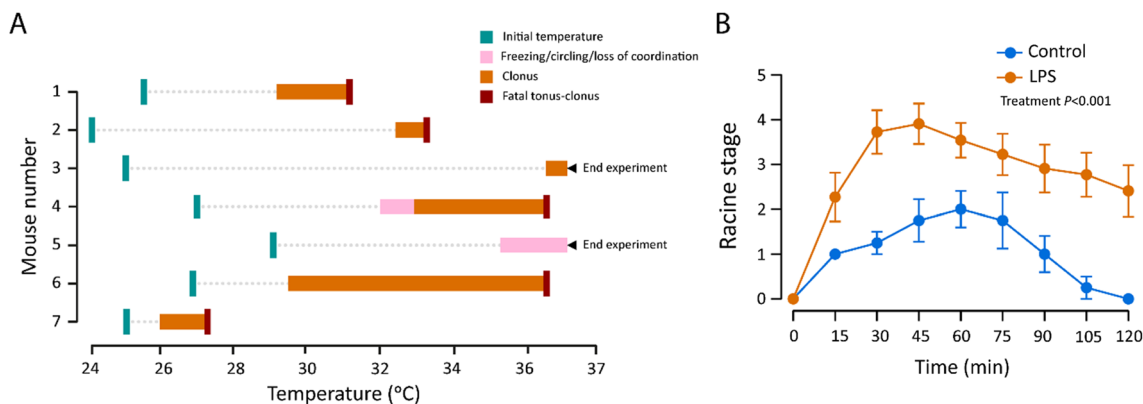 A
Initial temperature
Freezing/circling/loss of coordination
Clonus
Fatal tonus-clonus
Mouse number
1
2
3
4
5
6
7
End experiment
End experiment
24
26
28
30
32
34
36
37
Temperature (°C)
B
Control
LPS
Treatment P<0.001
Racine stage
5
4
3
2
1
0
0
15
30
45
60
75
90
105
120
Time (min)